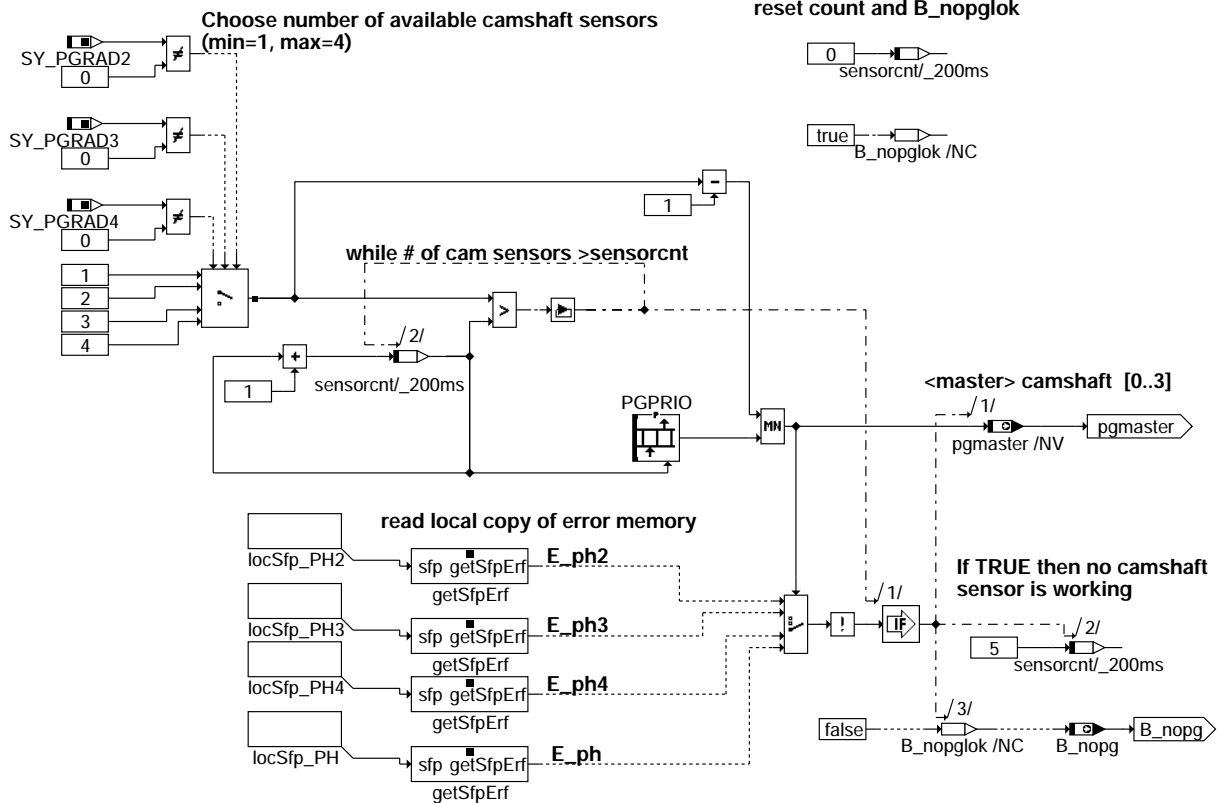 Choose number of available camshaft sensors
(min=1, max=4)
reset count and B_nopglok
SY_PGRAD2
0
≠
0
sensorcnt/_200ms
SY_PGRAD3
0
≠
true
B_nopglok /NC
SY_PGRAD4
0
≠
-
1
while # of cam sensors >sensorcnt
1
2
3
4
>
/2/
+
1
sensorcnt/_200ms
<master> camshaft [0..3]
/1/
PGPRIO
P
MN
pgmaster /NV
pgmaster
read local copy of error memory
locSfp_PH2
sfp getSfpErf
getSfpErf
E_ph2
locSfp_PH3
sfp getSfpErf
getSfpErf
E_ph3
locSfp_PH4
sfp getSfpErf
getSfpErf
E_ph4
locSfp_PH
sfp getSfpErf
getSfpErf
E_ph
!
/1/
IF
If TRUE then no camshaft
sensor is working
/2/
5
sensorcnt/_200ms
/3/
false
B_nopglok /NC
B_nopg
B_nopg